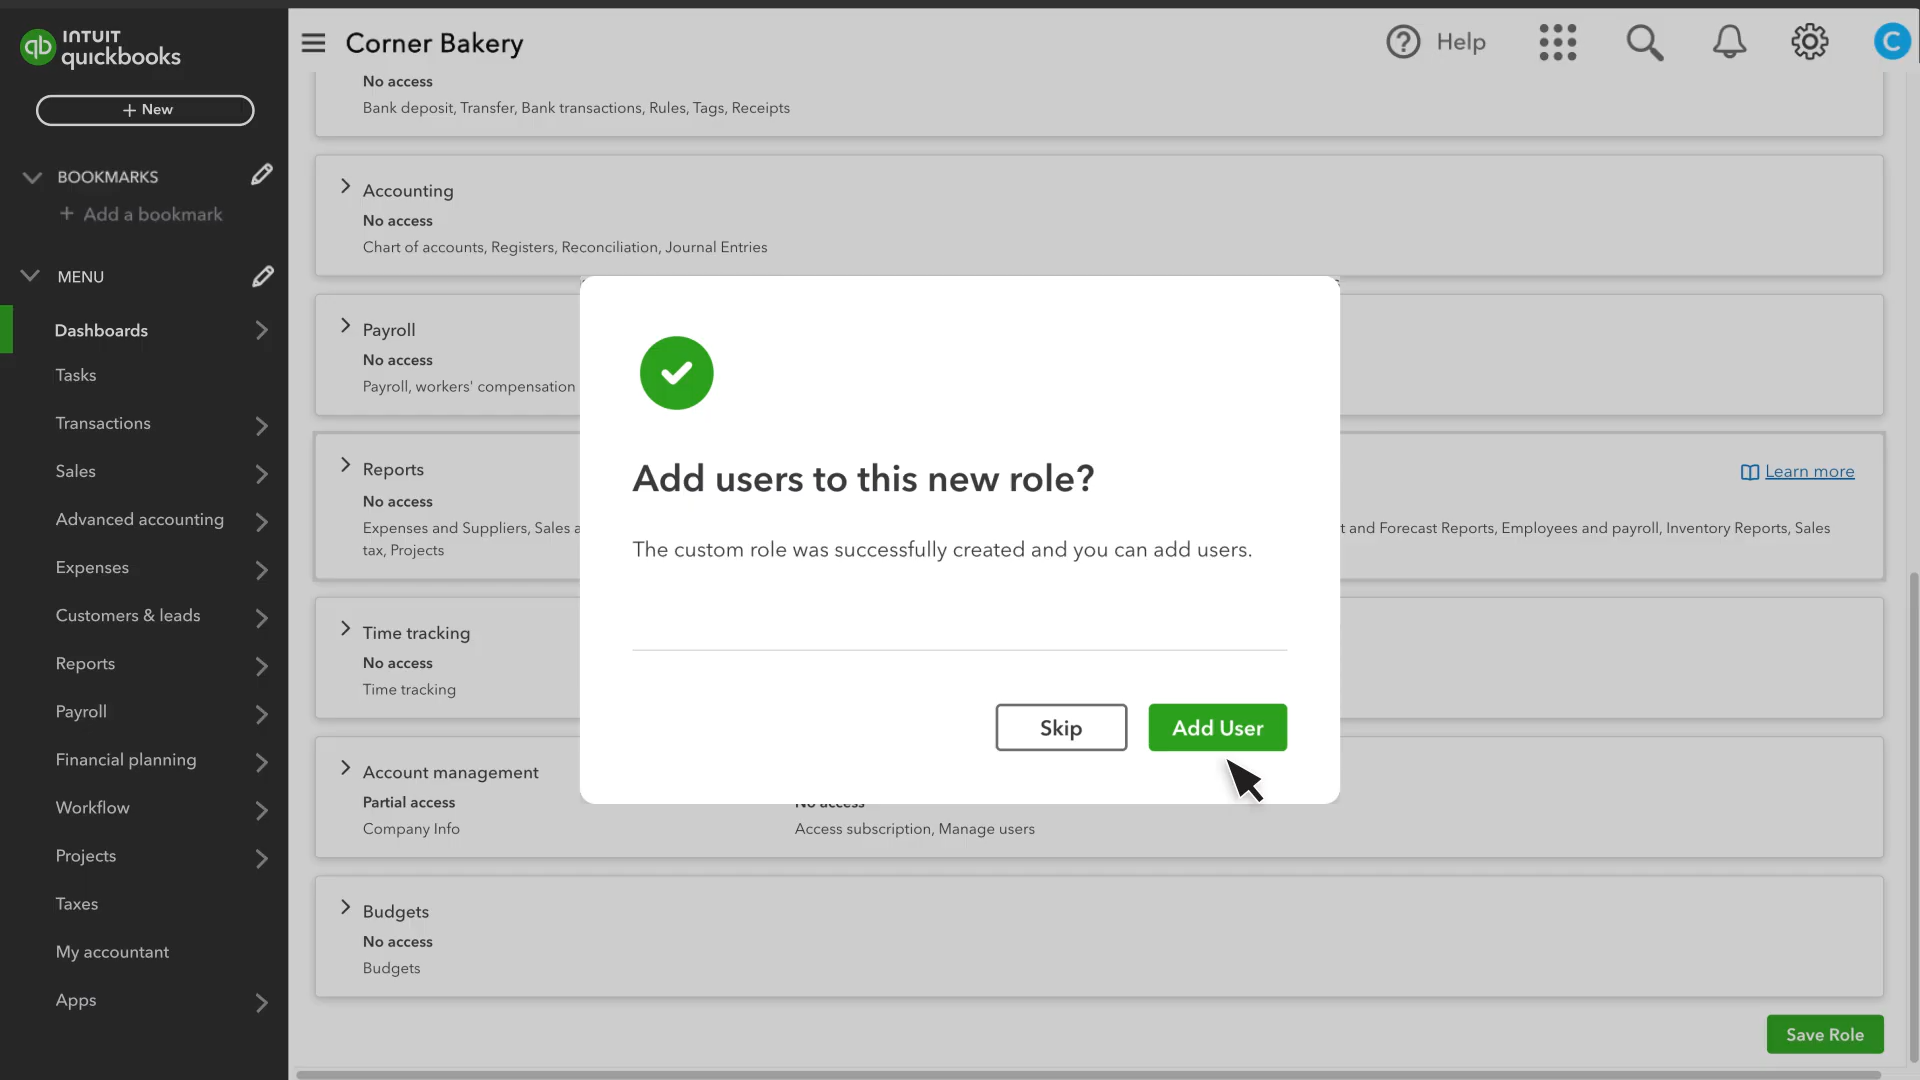 INTUIT
quickbooks
Corner Bakery
Help
C
+ New
BOOKMARKS
+ Add a bookmark
MENU
Dashboards
Tasks
Transactions
Sales
Advanced accounting
Expenses
Customers & leads
Reports
Payroll
Financial planning
Workflow
Projects
Taxes
My accountant
Apps
No access
Bank deposit, Transfer, Bank transactions, Rules, Tags, Receipts
Accounting
No access
Chart of accounts, Registers, Reconciliation, Journal Entries
Payroll
No access
Payroll, workers' compensation
Reports
Learn more
No access
Expenses and Suppliers, Sales and Forecast Reports, Employees and payroll, Inventory Reports, Sales
tax, Projects
Time tracking
No access
Time tracking
Account management
Partial access
No access
Company Info
Access subscription, Manage users
Budgets
No access
Budgets
Save Role
Add users to this new role?
The custom role was successfully created and you can add users.
Skip
Add User